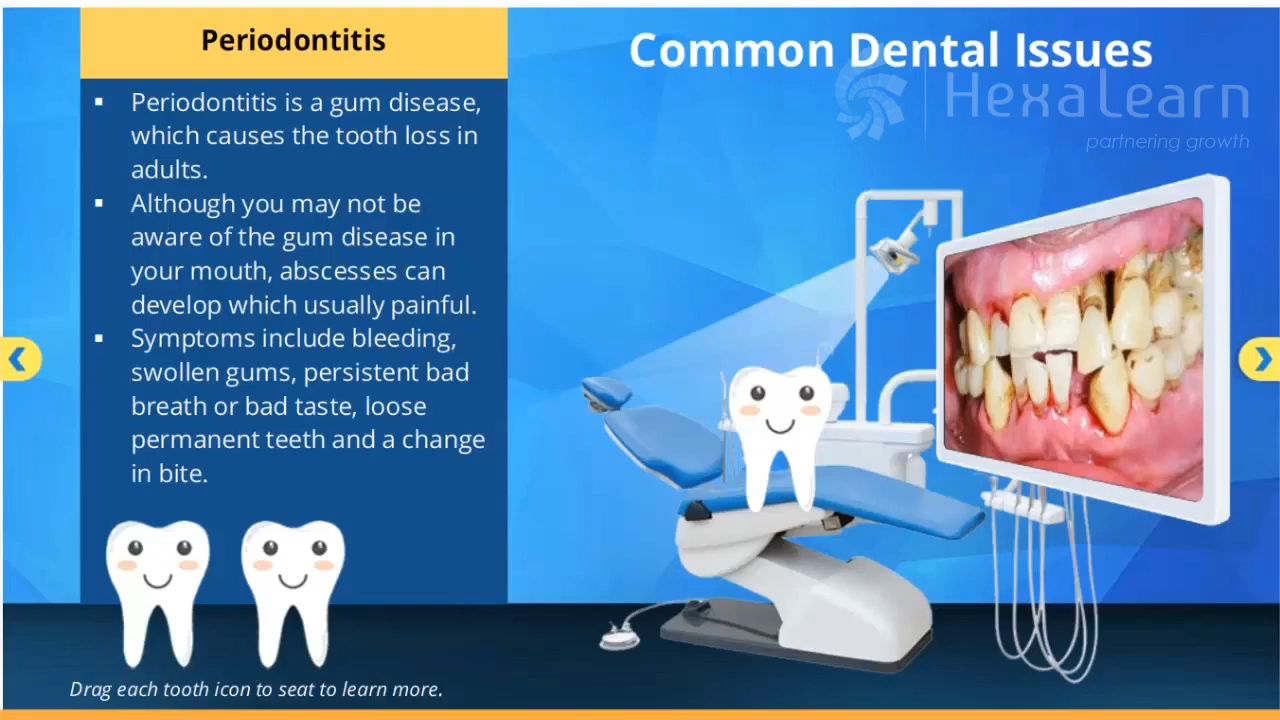 Periodontitis
▪ Periodontitis is a gum disease,
which causes the tooth loss in
adults.
▪ Although you may not be
aware of the gum disease in
your mouth, abscesses can
develop which usually painful.
▪ Symptoms include bleeding,
swollen gums, persistent bad
breath or bad taste, loose
permanent teeth and a change
in bite.
Drag each tooth icon to seat to learn more.
Common Dental Issues
HexaLearn
partnering growth